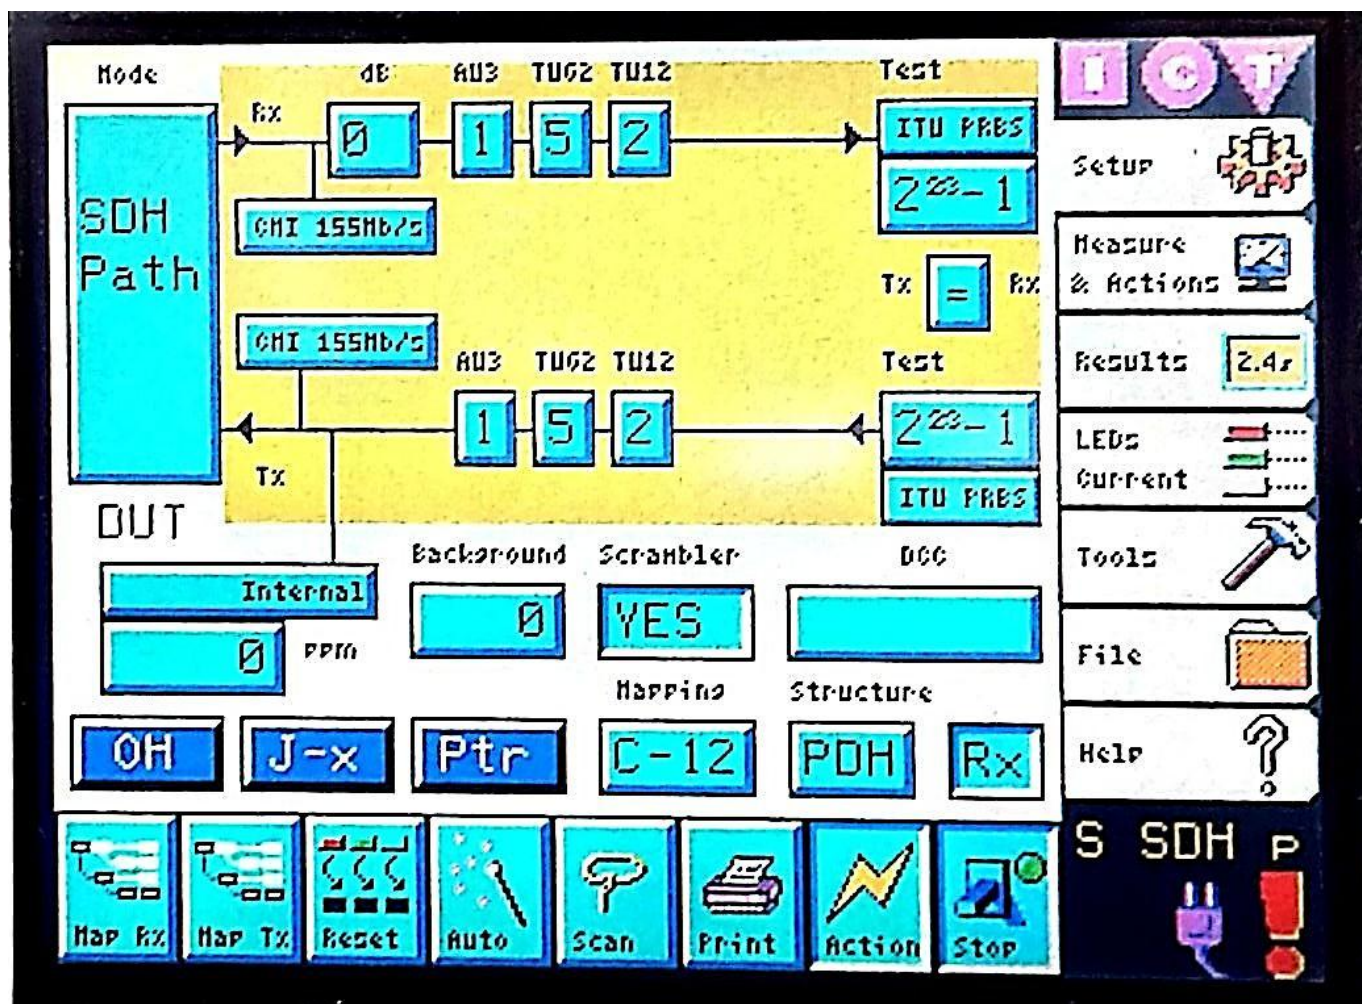 Mode
dB
AU3 TUG2 TU12
Test
Rx
0
1
5
2
ITU PRBS
2²³-1
SDH
Path
CMI 155Mb/s
Tx = Rx
CMI 155Mb/s
AU3 TUG2 TU12
Test
1
5
2
2²³-1
ITU PRBS
Tx
DUT
Internal
0 ppm
Background
0
Scrambler
YES
DCC
Mapping
C-12
Structure
PDH
Rx
OH
J-x
Ptr
Map Rx
Map Tx
Reset
Auto
Scan
Print
Action
Stop
ICT
Setup
Measure
& Actions
Results
2.4s
LEDs
Current
Tools
File
Help
?
S SDH P
!